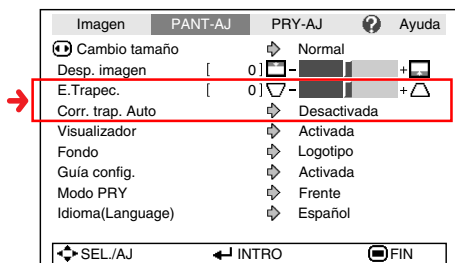 Imagen PANT-AJ PRY-AJ ? Ayuda
Cambio tamaño Normal
Desp. imagen [ 0] - +
E.Trapec. [ 0] - +
Corr. trap. Auto Desactivada
Visualizador Activada
Fondo Logotipo
Guía config. Activada
Modo PRY Frente
Idioma(Language) Español
SEL./AJ INTRO FIN